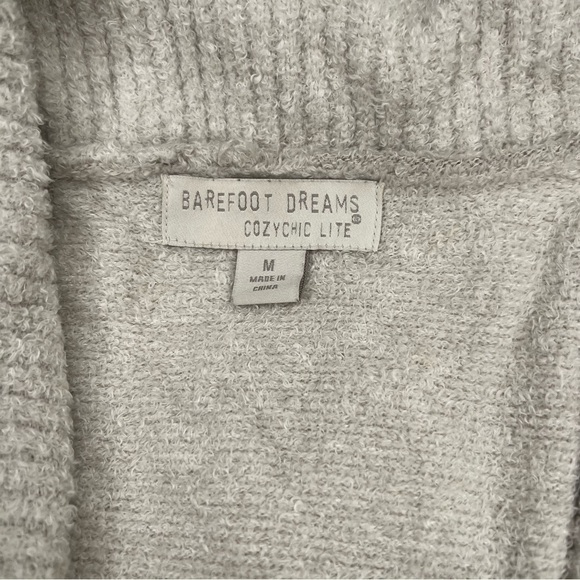 BAREFOOT DREAMS
COZYCHIC LITE
M
MADE IN
CHINA